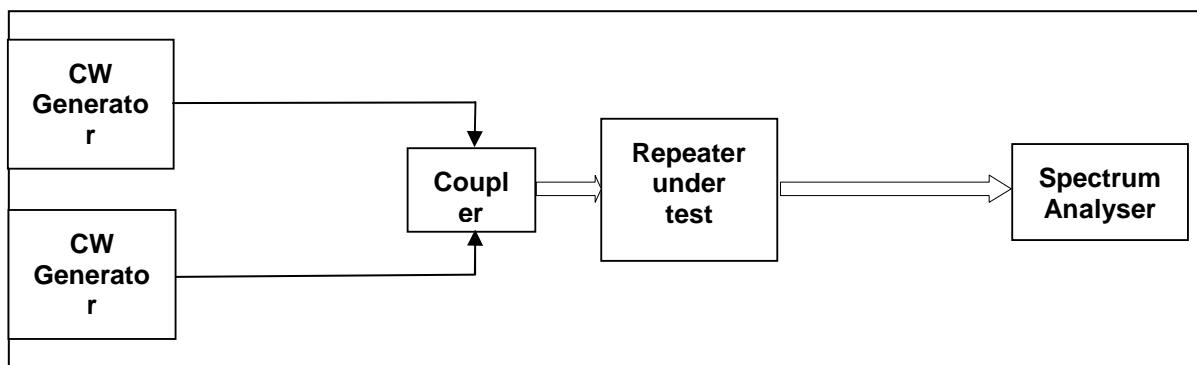 CW
Generato
r
Coupl
er
Repeater
under
test
Spectrum
Analyser
CW
Generato
r